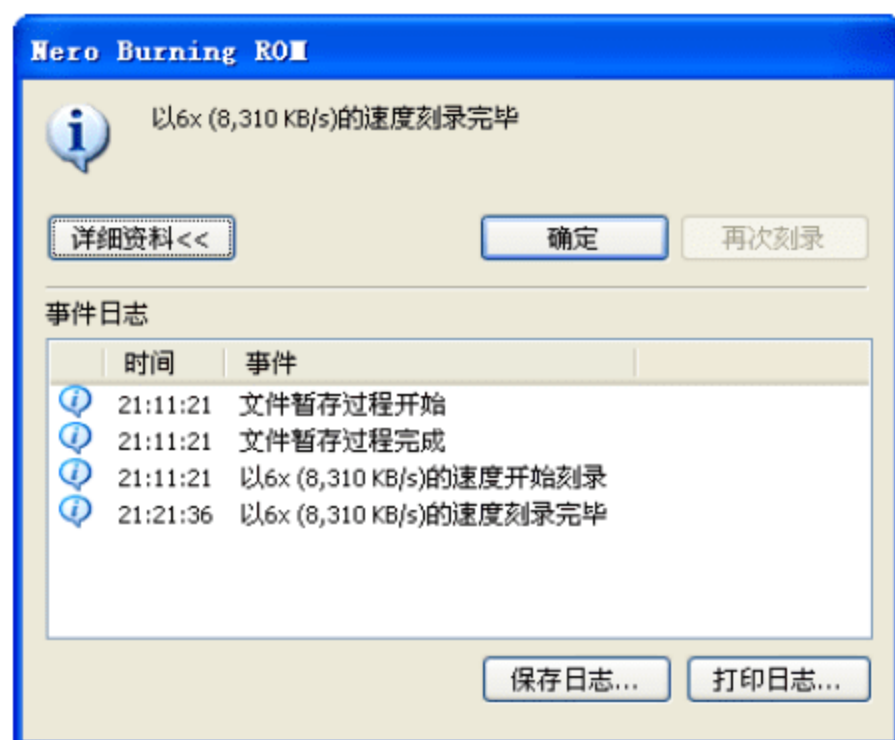 Nero Burning ROM
以6x (8,310 KB/s)的速度刻录完毕
详细资料<< 确定 再次刻录
事件日志
时间 事件
21:11:21 文件暂存过程开始
21:11:21 文件暂存过程完成
21:11:21 以6x (8,310 KB/s)的速度开始刻录
21:21:36 以6x (8,310 KB/s)的速度刻录完毕
保存日志... 打印日志...